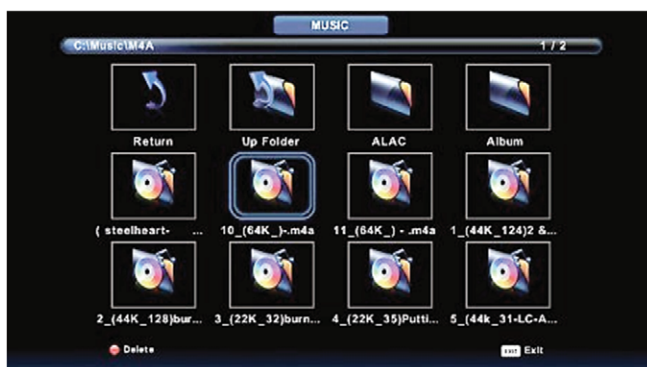 MUSIC
C:\Music\M4A 1 / 2
Return Up Folder ALAC Album
( steelheart- ... 10_(64K_)-.m4a 11_(64K_) - .m4a 1_(44K_124)2 &...
2_(44K_128)bur... 3_(22K_32)burn... 4_(22K_35)Putti... 5_(44k_31-LC-A...
Delete EXIT Exit